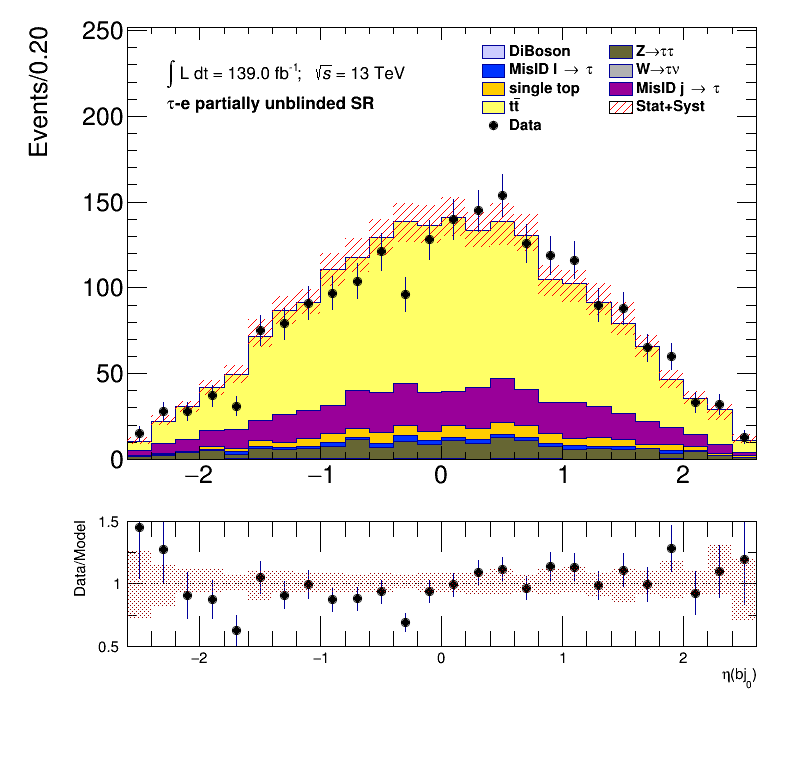 Events/0.20
250
200
150
100
50
0
∫ L dt = 139.0 fb⁻¹; √s = 13 TeV
τ-e partially unblinded SR
DiBoson
MisID l → τ
single top
tt̄
Data
Z→ττ
W→τν
MisID j → τ
Stat+Syst
−2 −1 0 1 2
Data/Model
1.5
1
0.5
−2 −1 0 1 2
η(bj₀)